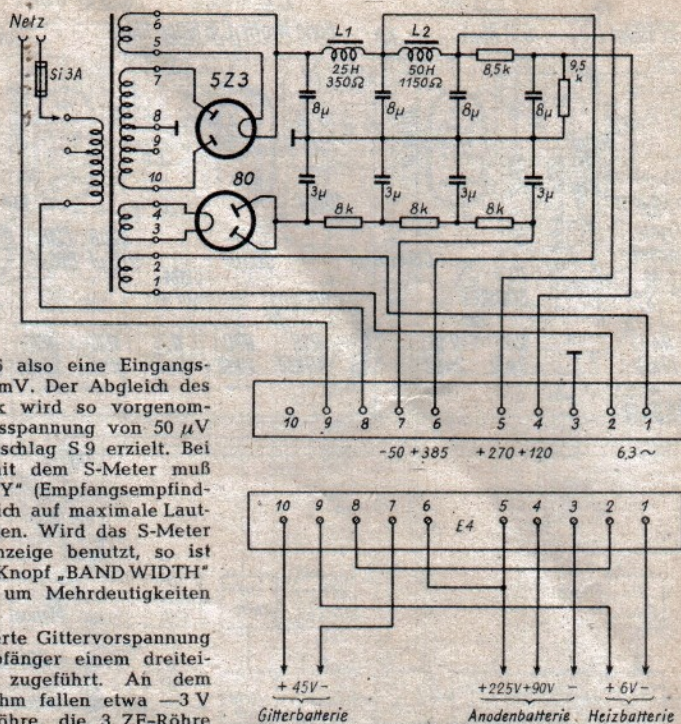 Netz
Si 3A
6
5
7
8
9
10
4
3
2
1
5Z3
80
L1
25H
350Ω
L2
50H
1150Ω
8,5k
9,5
k
8µ
8µ
8µ
8µ
3µ
3µ
3µ
3µ
8k
8k
8k
10 9 8 7 6 5 4 3 2 1
-50 +385 +270 +120 6,3 ~
10 9 8 7 6 5 4 3 2 1
E4
+ 45V - +225V +90V - + 6V -
Gitterbatterie Anodenbatterie Heizbatterie
also eine Eingangs-
mV. Der Abgleich des
k wird so vorgenom-
sspannung von 50 µV
schlag S 9 erzielt. Bei
nit dem S-Meter muß
Y“ (Empfangsempfind-
ich auf maximale Laut-
en. Wird das S-Meter
nzeige benutzt, so ist
Knopf „BAND WIDTH“
um Mehrdeutigkeiten
erte Gittervorspannung
pfänger einem dreitei-
zugeführt. An dem
hm fallen etwa —3 V
öhre, die 3 ZF-Röhre